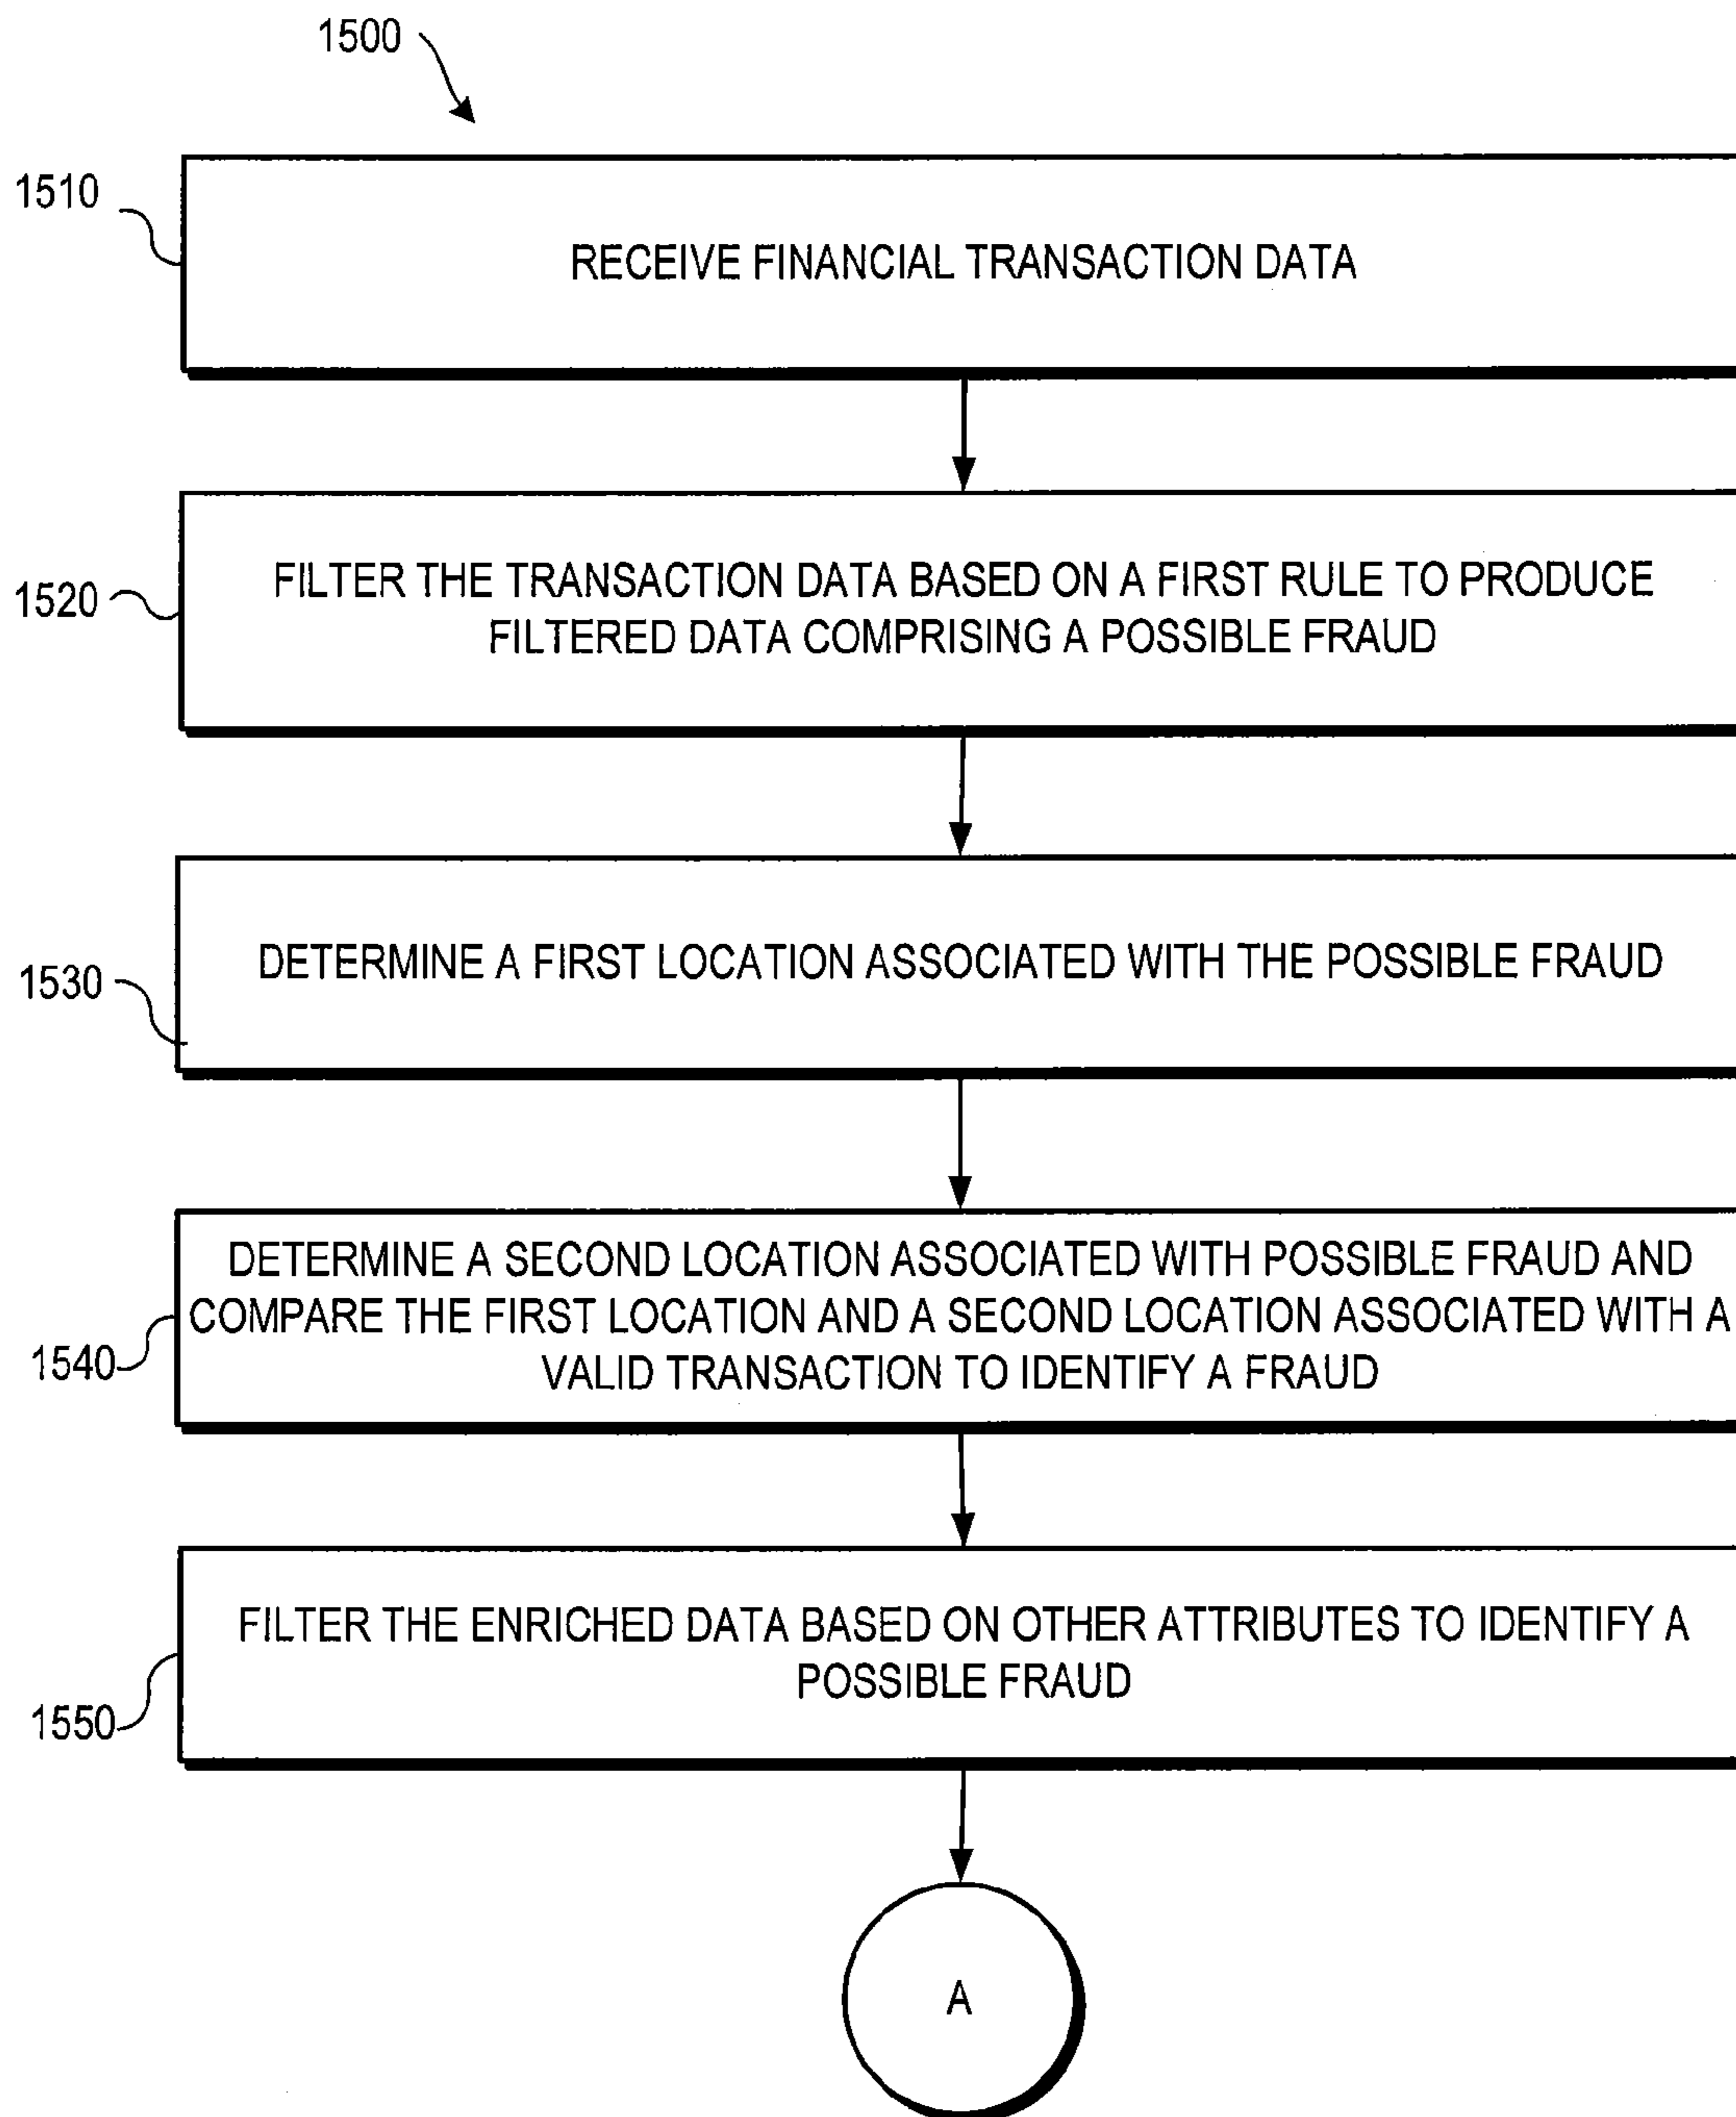 1500
1510
RECEIVE FINANCIAL TRANSACTION DATA
1520
FILTER THE TRANSACTION DATA BASED ON A FIRST RULE TO PRODUCE
FILTERED DATA COMPRISING A POSSIBLE FRAUD
1530
DETERMINE A FIRST LOCATION ASSOCIATED WITH THE POSSIBLE FRAUD
1540
DETERMINE A SECOND LOCATION ASSOCIATED WITH POSSIBLE FRAUD AND
COMPARE THE FIRST LOCATION AND A SECOND LOCATION ASSOCIATED WITH A
VALID TRANSACTION TO IDENTIFY A FRAUD
1550
FILTER THE ENRICHED DATA BASED ON OTHER ATTRIBUTES TO IDENTIFY A
POSSIBLE FRAUD
A